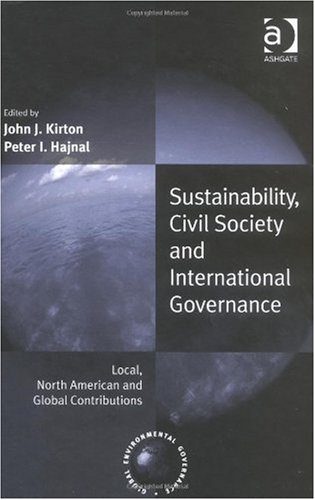 a
ASHGATE
Edited by
John J. Kirton
Peter I. Hajnal
Sustainability,
Civil Society
and
International
Governance
Local,
North American and
Global Contributions
GLOBAL ENVIRONMENTAL GOVERNANCE